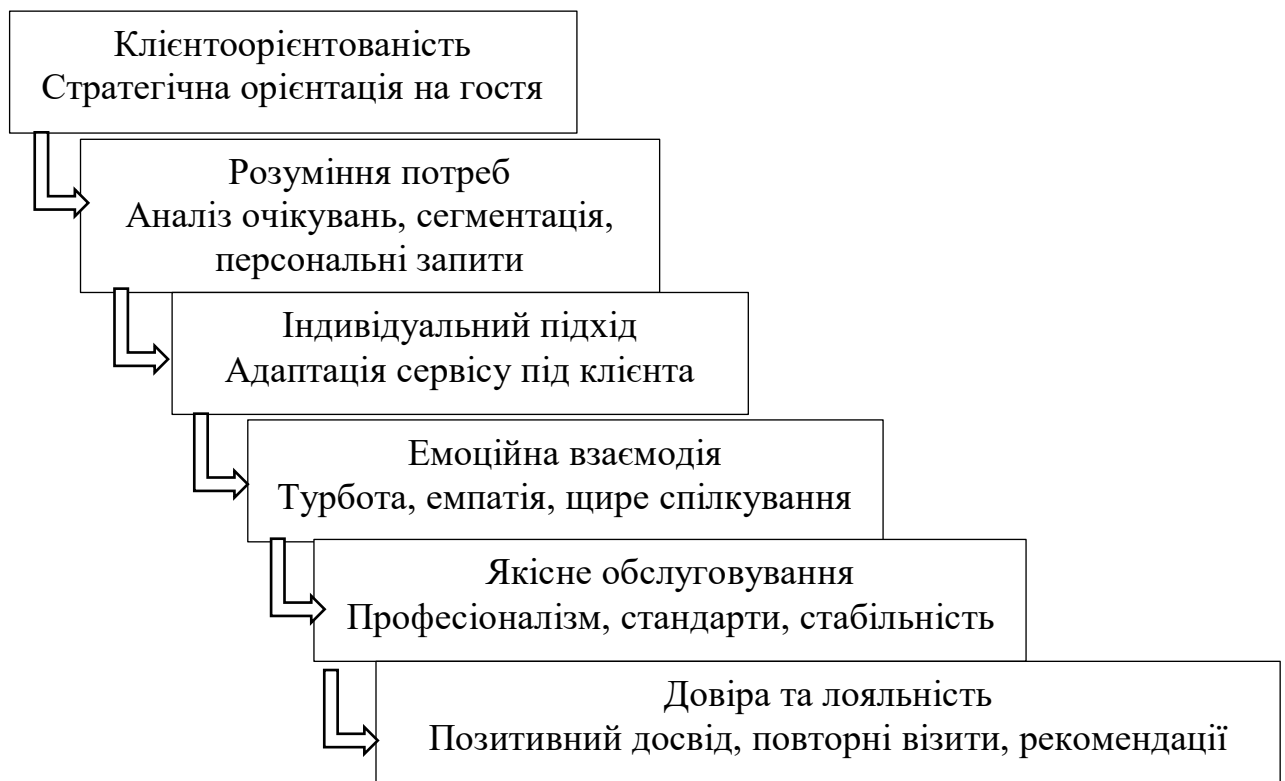 Клієнтоорієнтованість
Стратегічна орієнтація на гостя
Розуміння потреб
Аналіз очікувань, сегментація,
персональні запити
Індивідуальний підхід
Адаптація сервісу під клієнта
Емоційна взаємодія
Турбота, емпатія, щире спілкування
Якісне обслуговування
Професіоналізм, стандарти, стабільність
Довіра та лояльність
Позитивний досвід, повторні візити, рекомендації